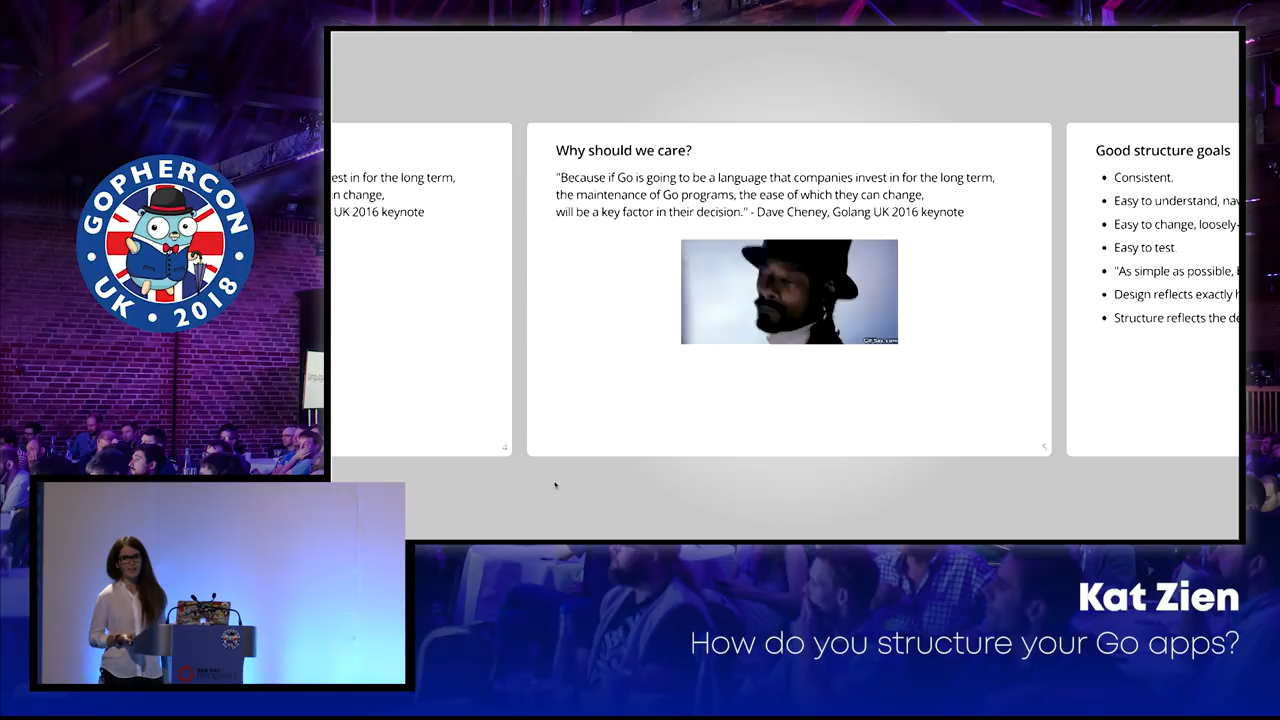 GOPHERCON
UK • 2018
est in for the long term,
n change,
UK 2016 keynote
4
Why should we care?
"Because if Go is going to be a language that companies invest in for the long term,
the maintenance of Go programs, the ease of which they can change,
will be a key factor in their decision." - Dave Cheney, Golang UK 2016 keynote
5
Good structure goals
• Consistent.
• Easy to understand, nav
• Easy to change, loosely-
• Easy to test.
• "As simple as possible,
• Design reflects exactly h
• Structure reflects the de
Kat Zien
How do you structure your Go apps?